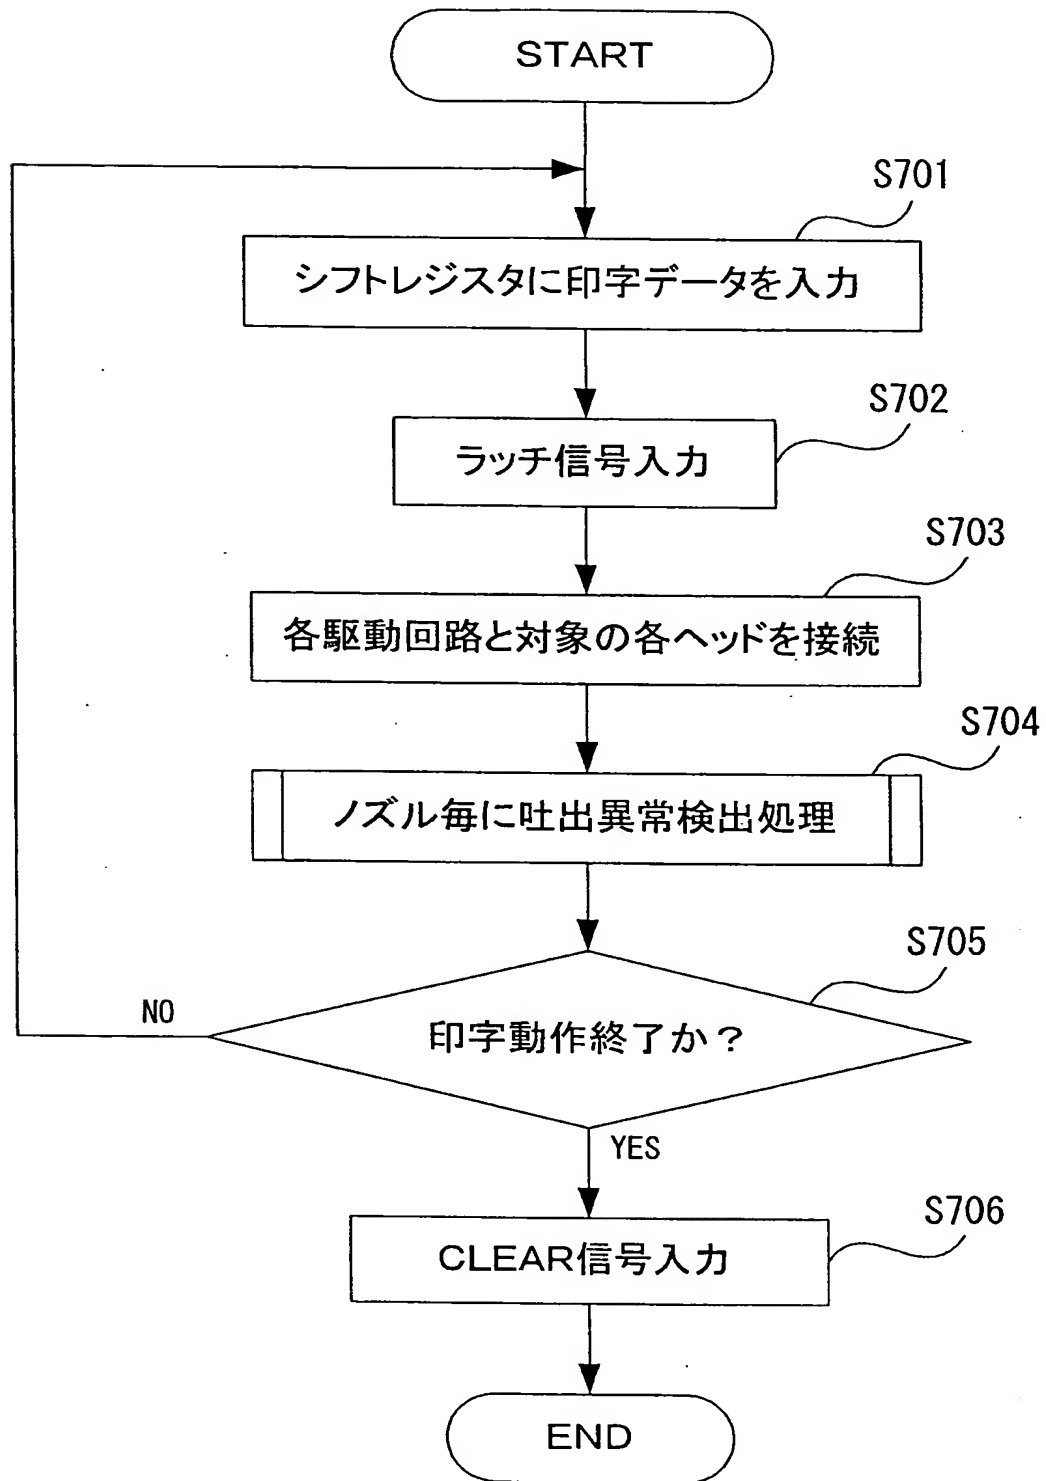 START
S701
シフトレジスタに印字データを入力
S702
ラッチ信号入力
S703
各駆動回路と対象の各ヘッドを接続
S704
ノズル毎に吐出異常検出処理
S705
NO
印字動作終了か？
YES
S706
CLEAR信号入力
END